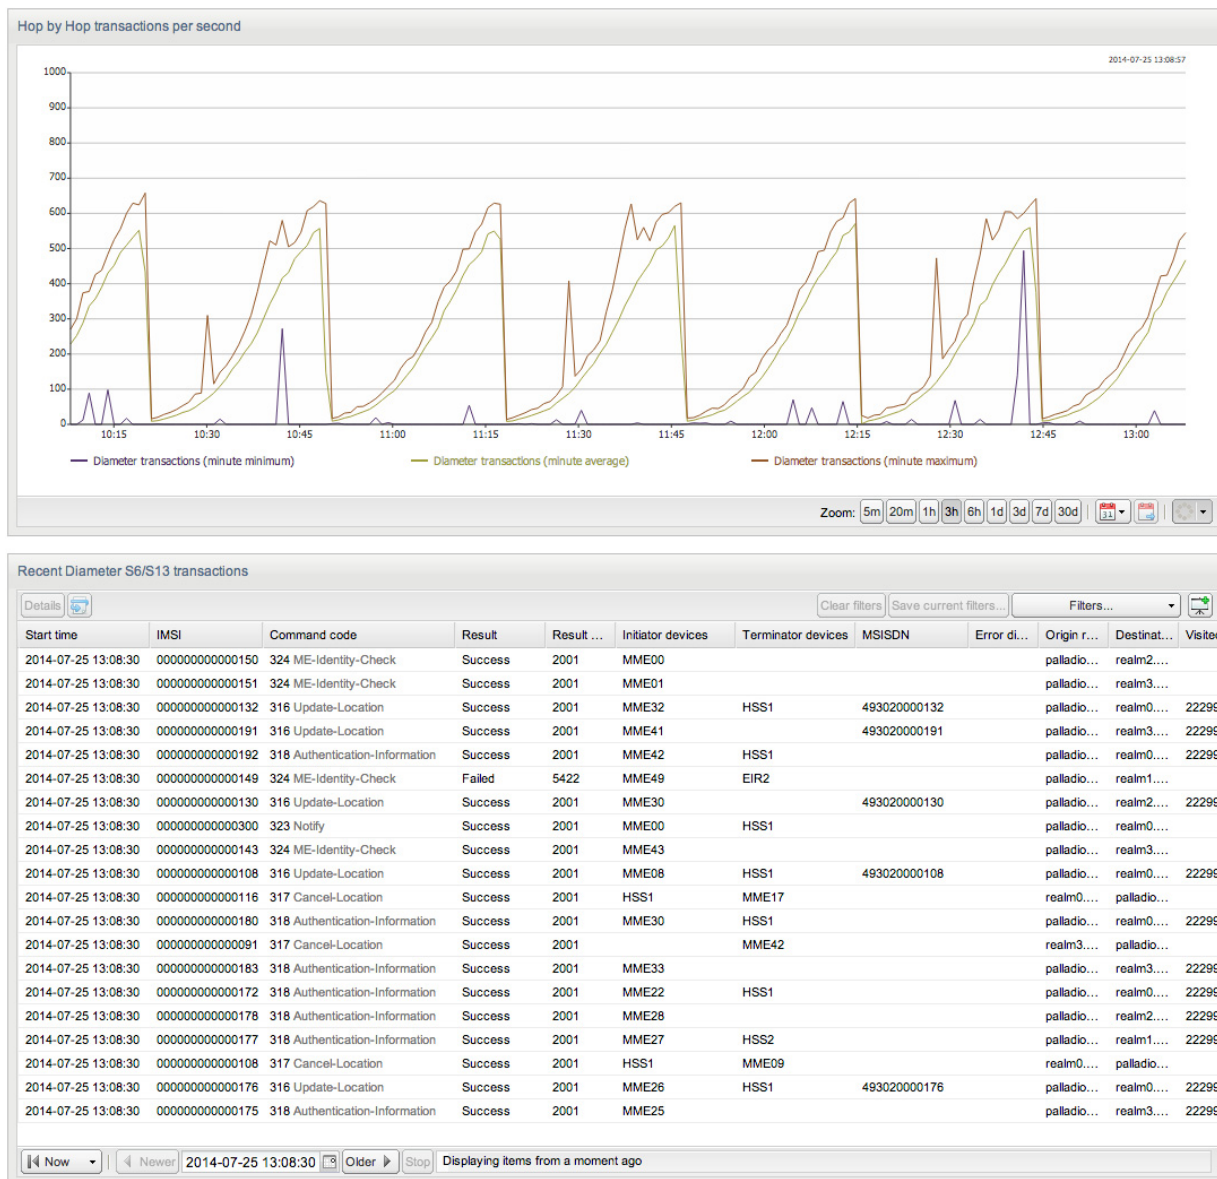 Hop by Hop transactions per second
2014-07-25 13:08:57
1000
900
800
700
600
500
400
300
200
100
0
10:15 10:30 10:45 11:00 11:15 11:30 11:45 12:00 12:15 12:30 12:45 13:00
Diameter transactions (minute minimum) Diameter transactions (minute average) Diameter transactions (minute maximum)
Zoom: 5m 20m 1h 3h 6h 1d 3d 7d 30d 31
Recent Diameter S6/S13 transactions
Details Clear filters Save current filters... Filters...
Start time IMSI Command code Result Result ... Initiator devices Terminator devices MSISDN Error di... Origin r... Destinat... Visited
2014-07-25 13:08:30 000000000000150 324 ME-Identity-Check Success 2001 MME00 palladio... realm2....
2014-07-25 13:08:30 000000000000151 324 ME-Identity-Check Success 2001 MME01 palladio... realm3....
2014-07-25 13:08:30 000000000000132 316 Update-Location Success 2001 MME32 HSS1 493020000132 palladio... realm0.... 22299
2014-07-25 13:08:30 000000000000191 316 Update-Location Success 2001 MME41 493020000191 palladio... realm3.... 22299
2014-07-25 13:08:30 000000000000192 318 Authentication-Information Success 2001 MME42 HSS1 palladio... realm0.... 22299
2014-07-25 13:08:30 000000000000149 324 ME-Identity-Check Failed 5422 MME49 EIR2 palladio... realm1....
2014-07-25 13:08:30 000000000000130 316 Update-Location Success 2001 MME30 493020000130 palladio... realm2.... 22299
2014-07-25 13:08:30 000000000000300 323 Notify Success 2001 MME00 HSS1 palladio... realm0....
2014-07-25 13:08:30 000000000000143 324 ME-Identity-Check Success 2001 MME43 palladio... realm3....
2014-07-25 13:08:30 000000000000108 316 Update-Location Success 2001 MME08 HSS1 493020000108 palladio... realm0.... 22299
2014-07-25 13:08:30 000000000000116 317 Cancel-Location Success 2001 HSS1 MME17 realm0.... palladio...
2014-07-25 13:08:30 000000000000180 318 Authentication-Information Success 2001 MME30 HSS1 palladio... realm0.... 22299
2014-07-25 13:08:30 000000000000091 317 Cancel-Location Success 2001 MME42 realm3.... palladio...
2014-07-25 13:08:30 000000000000183 318 Authentication-Information Success 2001 MME33 palladio... realm3.... 22299
2014-07-25 13:08:30 000000000000172 318 Authentication-Information Success 2001 MME22 HSS1 palladio... realm0.... 22299
2014-07-25 13:08:30 000000000000178 318 Authentication-Information Success 2001 MME28 palladio... realm2.... 22299
2014-07-25 13:08:30 000000000000177 318 Authentication-Information Success 2001 MME27 HSS2 palladio... realm1.... 22299
2014-07-25 13:08:30 000000000000108 317 Cancel-Location Success 2001 HSS1 MME09 realm0.... palladio...
2014-07-25 13:08:30 000000000000176 316 Update-Location Success 2001 MME26 HSS1 493020000176 palladio... realm0.... 22299
2014-07-25 13:08:30 000000000000175 318 Authentication-Information Success 2001 MME25 palladio... realm3.... 22299
Now Newer 2014-07-25 13:08:30 Older Stop Displaying items from a moment ago